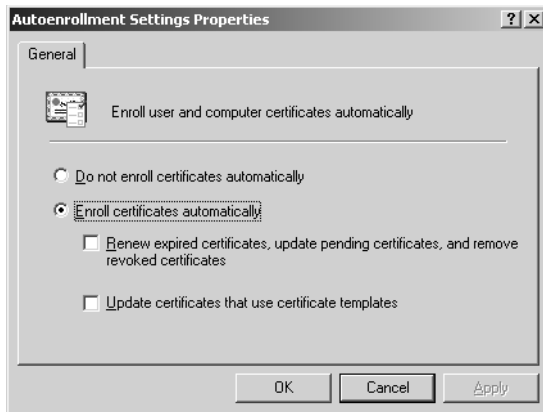 Autoenrollment Settings Properties
General
Enroll user and computer certificates automatically
Do not enroll certificates automatically
Enroll certificates automatically
Renew expired certificates, update pending certificates, and remove
revoked certificates
Update certificates that use certificate templates
OK Cancel Apply